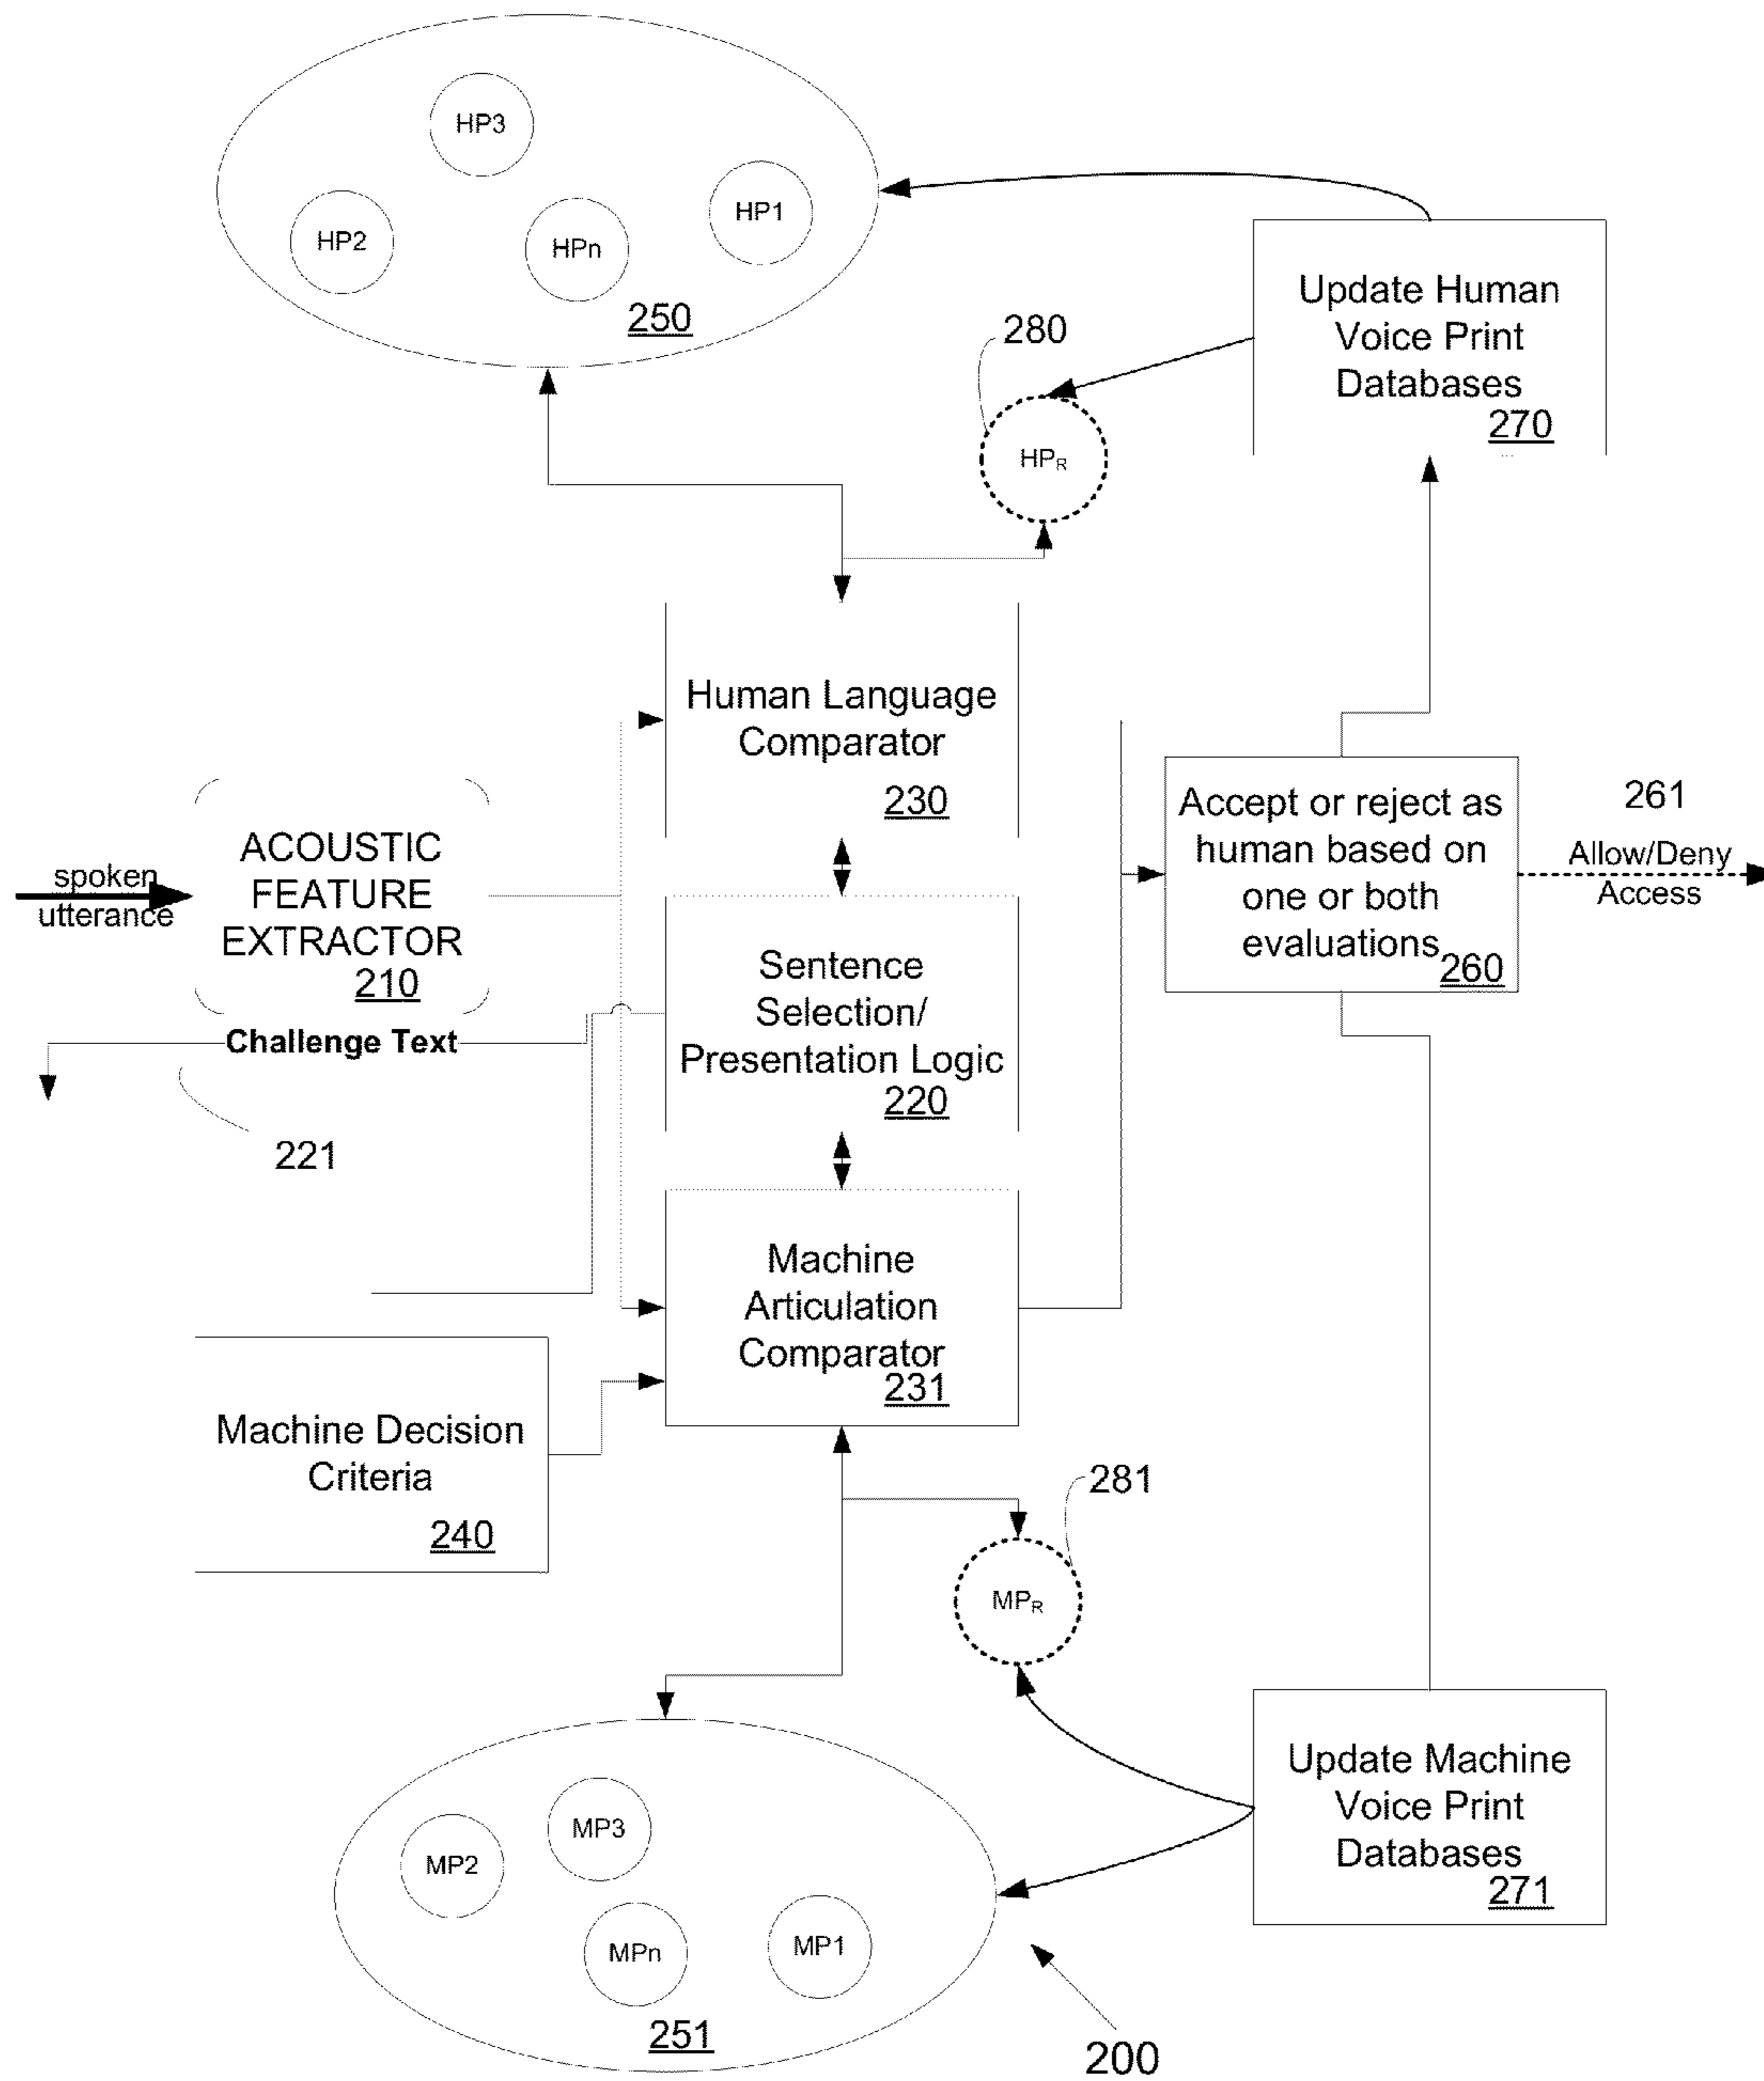 HP3
HP1
HP2
HPn
250
Update Human
Voice Print
Databases
270
280
HPR
Human Language
Comparator
230
spoken
utterance
ACOUSTIC
FEATURE
EXTRACTOR
210
Accept or reject as
human based on
one or both
evaluations
260
261
Allow/Deny
Access
Challenge Text
221
Sentence
Selection/
Presentation Logic
220
Machine
Articulation
Comparator
231
Machine Decision
Criteria
240
281
MPR
Update Machine
Voice Print
Databases
271
MP3
MP2
MPn
MP1
251
200